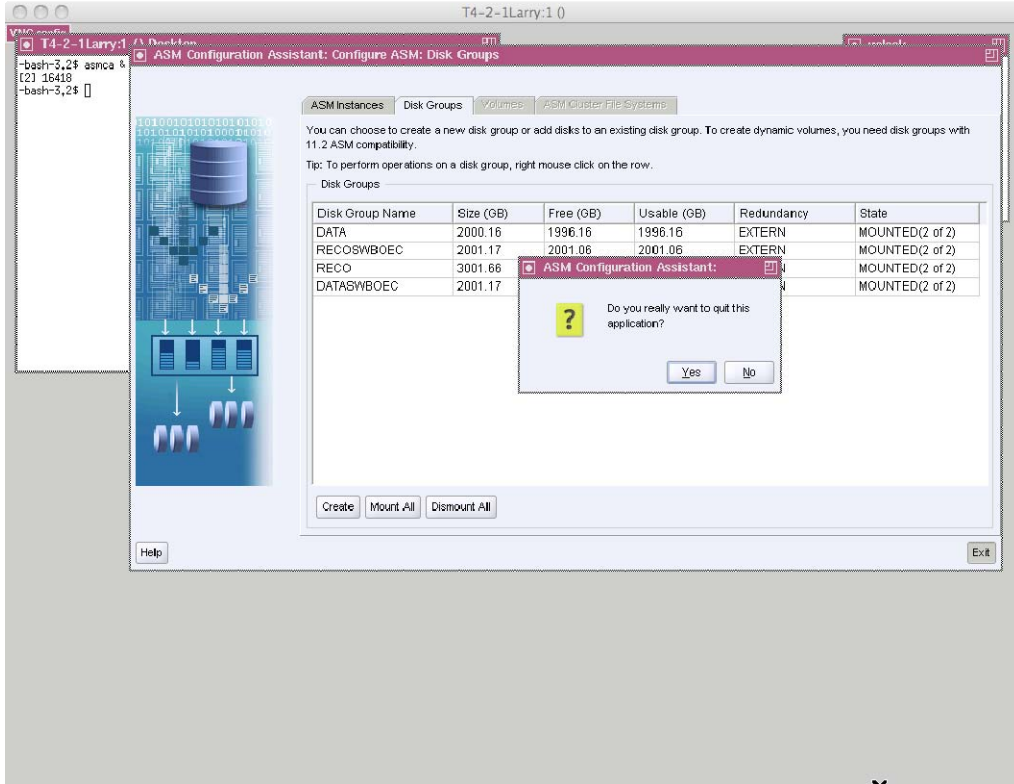 T4-2-1Larry:1 ()
VNC config
T4-2-1Larry:1 () Desktop
-bash-3.2$ asmca &
[2] 16418
-bash-3.2$
ASM Configuration Assistant: Configure ASM: Disk Groups
ASM Instances Disk Groups Volumes ASM Cluster File Systems
You can choose to create a new disk group or add disks to an existing disk group. To create dynamic volumes, you need disk groups with
11.2 ASM compatibility.
Tip: To perform operations on a disk group, right mouse click on the row.
Disk Groups
Disk Group Name Size (GB) Free (GB) Usable (GB) Redundancy State
DATA 2000.16 1996.16 1996.16 EXTERN MOUNTED(2 of 2)
RECOSWBOEC 2001.17 2001.06 2001.06 EXTERN MOUNTED(2 of 2)
RECO 3001.66 MOUNTED(2 of 2)
DATASWBOEC 2001.17 MOUNTED(2 of 2)
ASM Configuration Assistant:
Do you really want to quit this
application?
Yes No
Create Mount All Dismount All
Help Exit